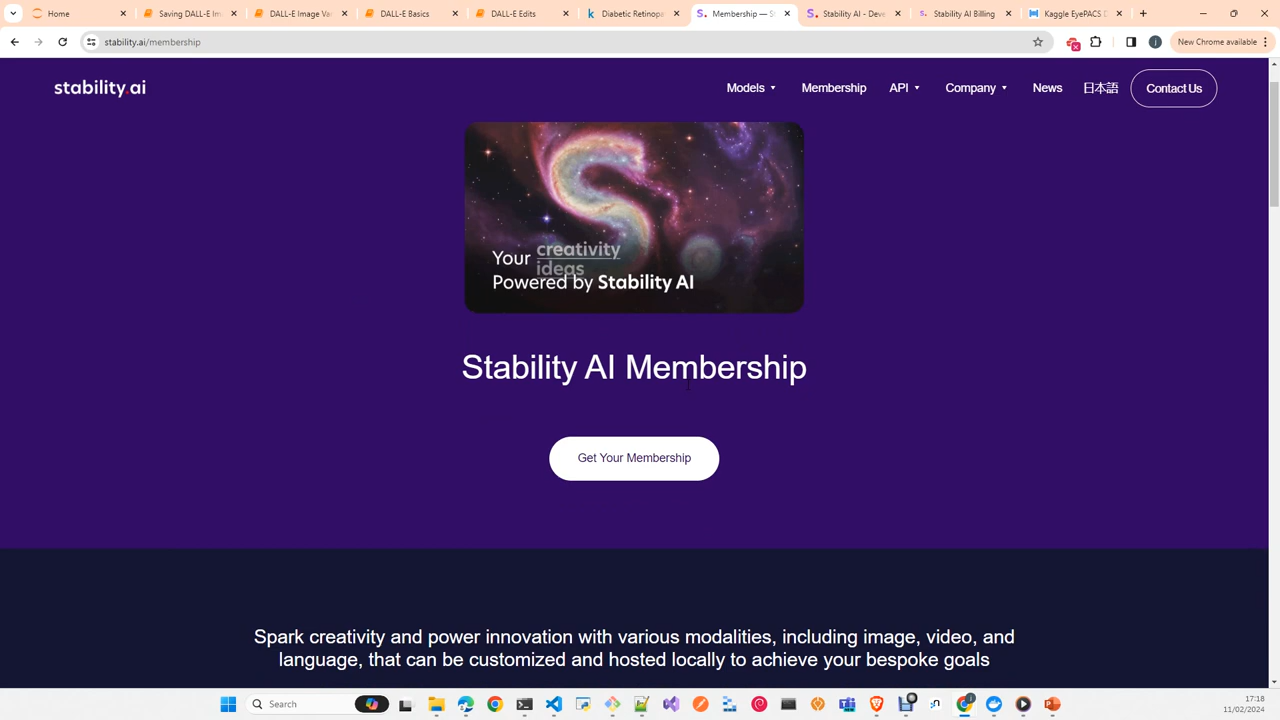 Home
Saving DALL-E Im
DALL-E Image Va
DALL-E Basics
DALL-E Edits
Diabetic Retinop
Membership — S
Stability AI - Deve
Stability AI Billing
Kaggle EyePACS D
stability.ai/membership
New Chrome available
stability.ai
Models
Membership
API
Company
News
日本語
Contact Us
Your creativity
ideas
Powered by Stability AI
Stability AI Membership
Get Your Membership
Spark creativity and power innovation with various modalities, including image, video, and
language, that can be customized and hosted locally to achieve your bespoke goals
Search
17:18
11/02/2024